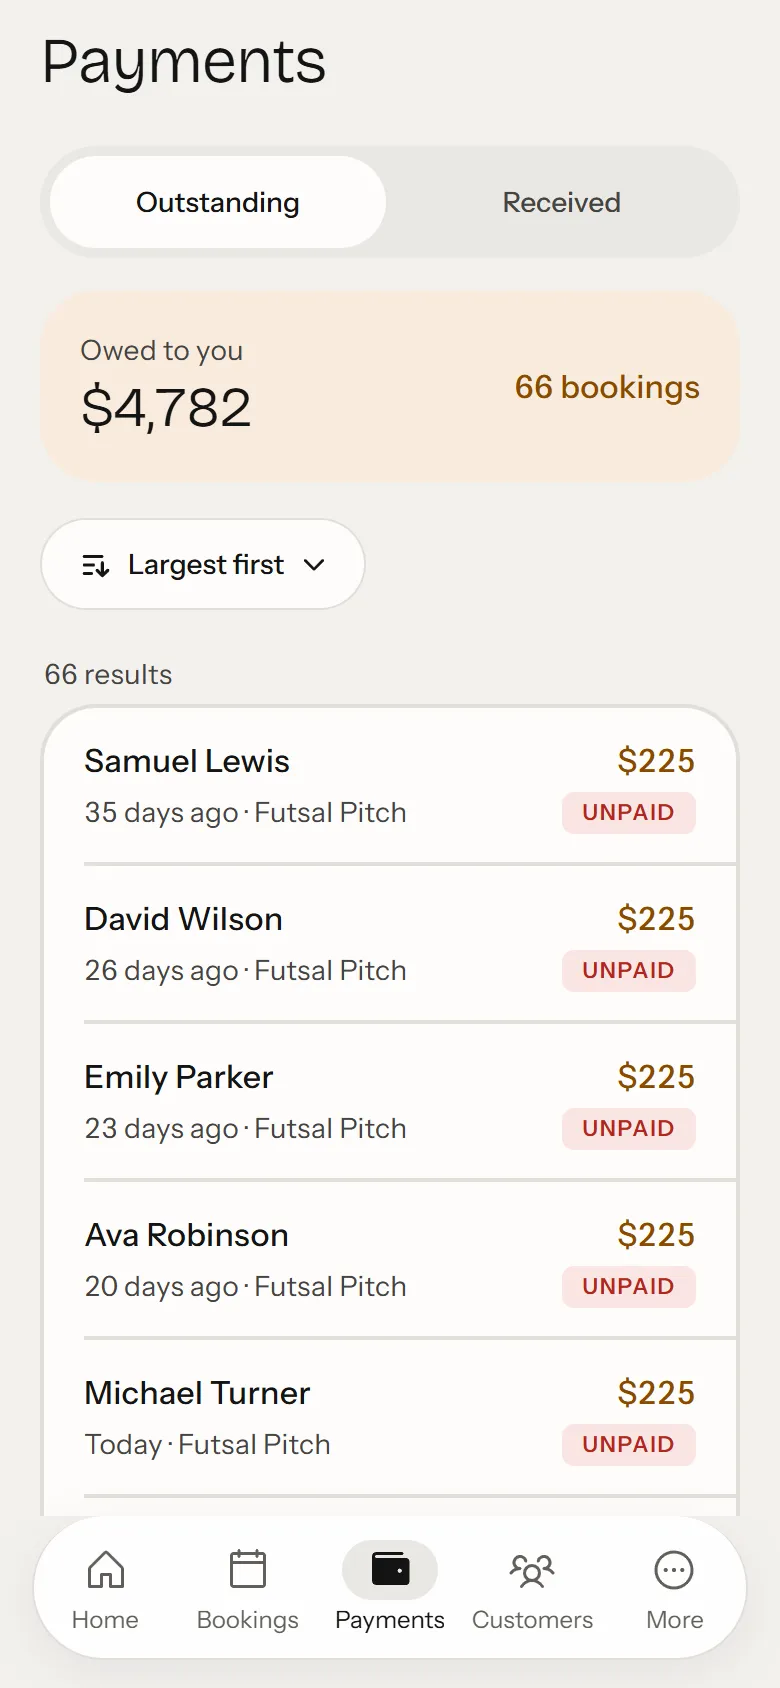 Payments
Outstanding
Received
Owed to you
$4,782
66 bookings
Largest first
66 results
Samuel Lewis
$225
35 days ago · Futsal Pitch
UNPAID
David Wilson
$225
26 days ago · Futsal Pitch
UNPAID
Emily Parker
$225
23 days ago · Futsal Pitch
UNPAID
Ava Robinson
$225
20 days ago · Futsal Pitch
UNPAID
Michael Turner
$225
Today · Futsal Pitch
UNPAID
Home
Bookings
Payments
Customers
More